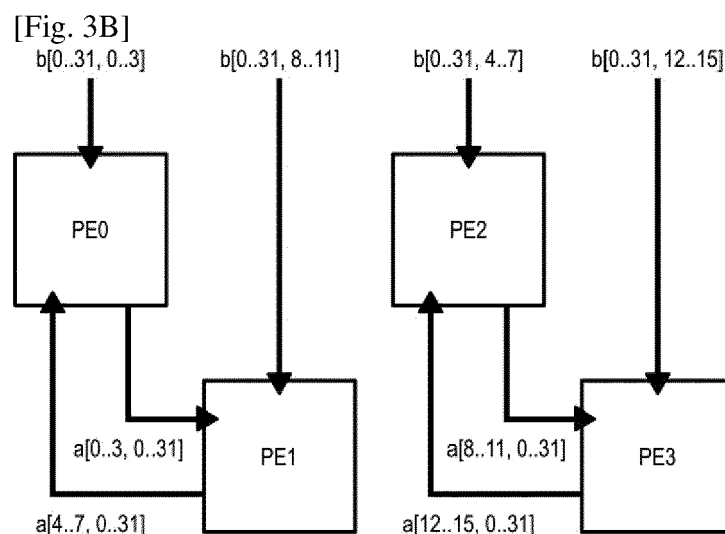 [Fig. 3B]
b[0..31, 0..3] b[0..31, 8..11] b[0..31, 4..7] b[0..31, 12..15]
PE0 PE2
a[0..3, 0..31] PE1 a[8..11, 0..31] PE3
a[4..7, 0..31] a[12..15, 0..31]